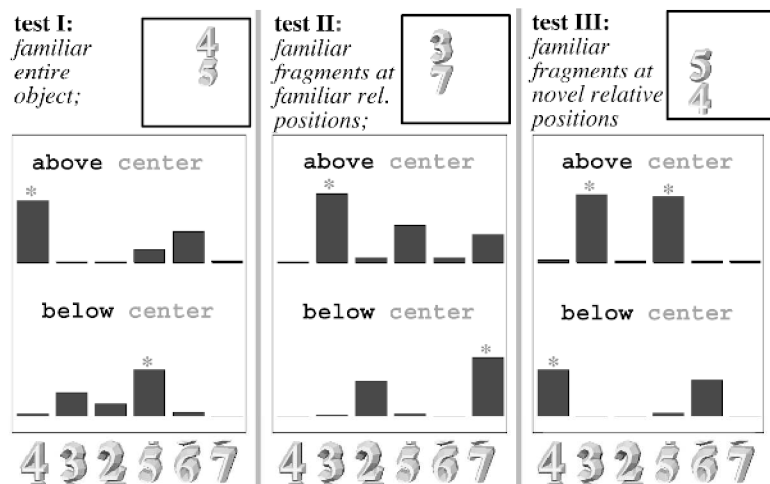 test I:
familiar
entire
object;
4
5
test II:
familiar
fragments at
familiar rel.
positions;
3
7
test III:
familiar
fragments at
novel relative
positions
5
4
above center
*
below center
*
4 3 2 5 6 7
above center
*
below center
*
4 3 2 5 6 7
above center
* *
below center
*
4 3 2 5 6 7